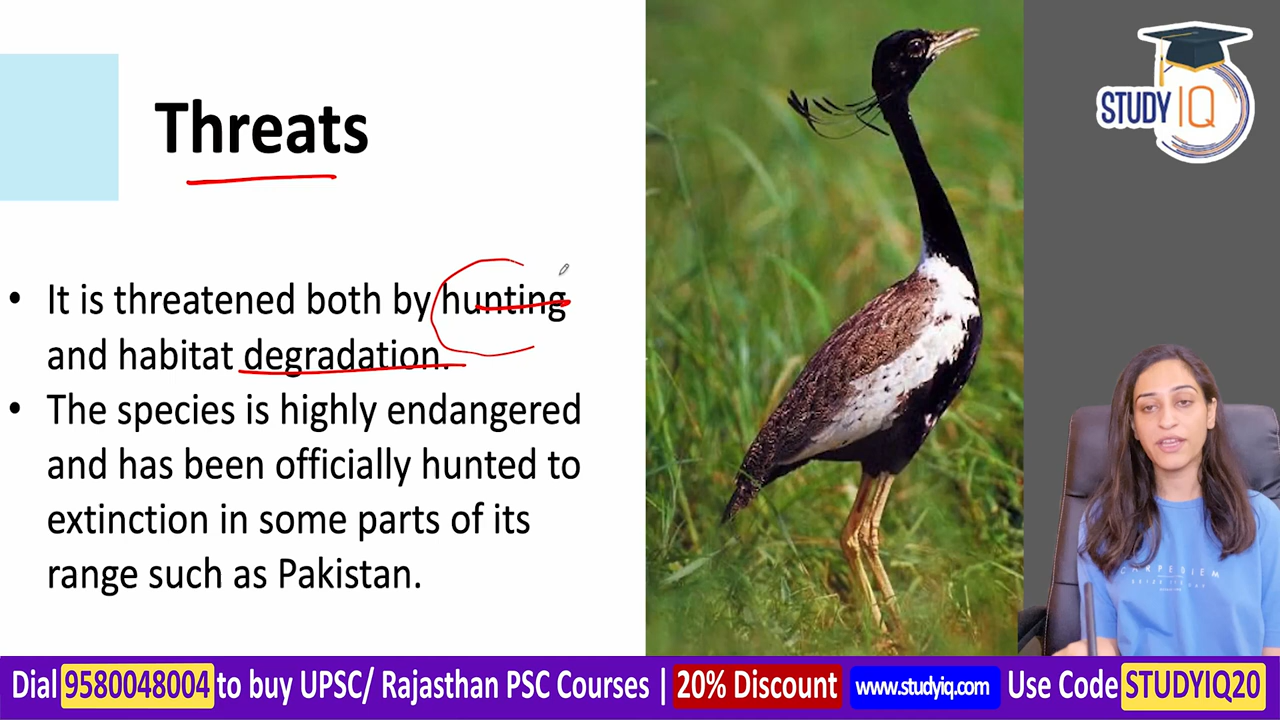 Threats
• It is threatened both by hunting
and habitat degradation.
• The species is highly endangered
and has been officially hunted to
extinction in some parts of its
range such as Pakistan.
STUDY IQ
CARPEDIEM
Dial 9580048004 to buy UPSC/ Rajasthan PSC Courses | 20% Discount www.studyiq.com Use Code STUDYIQ20